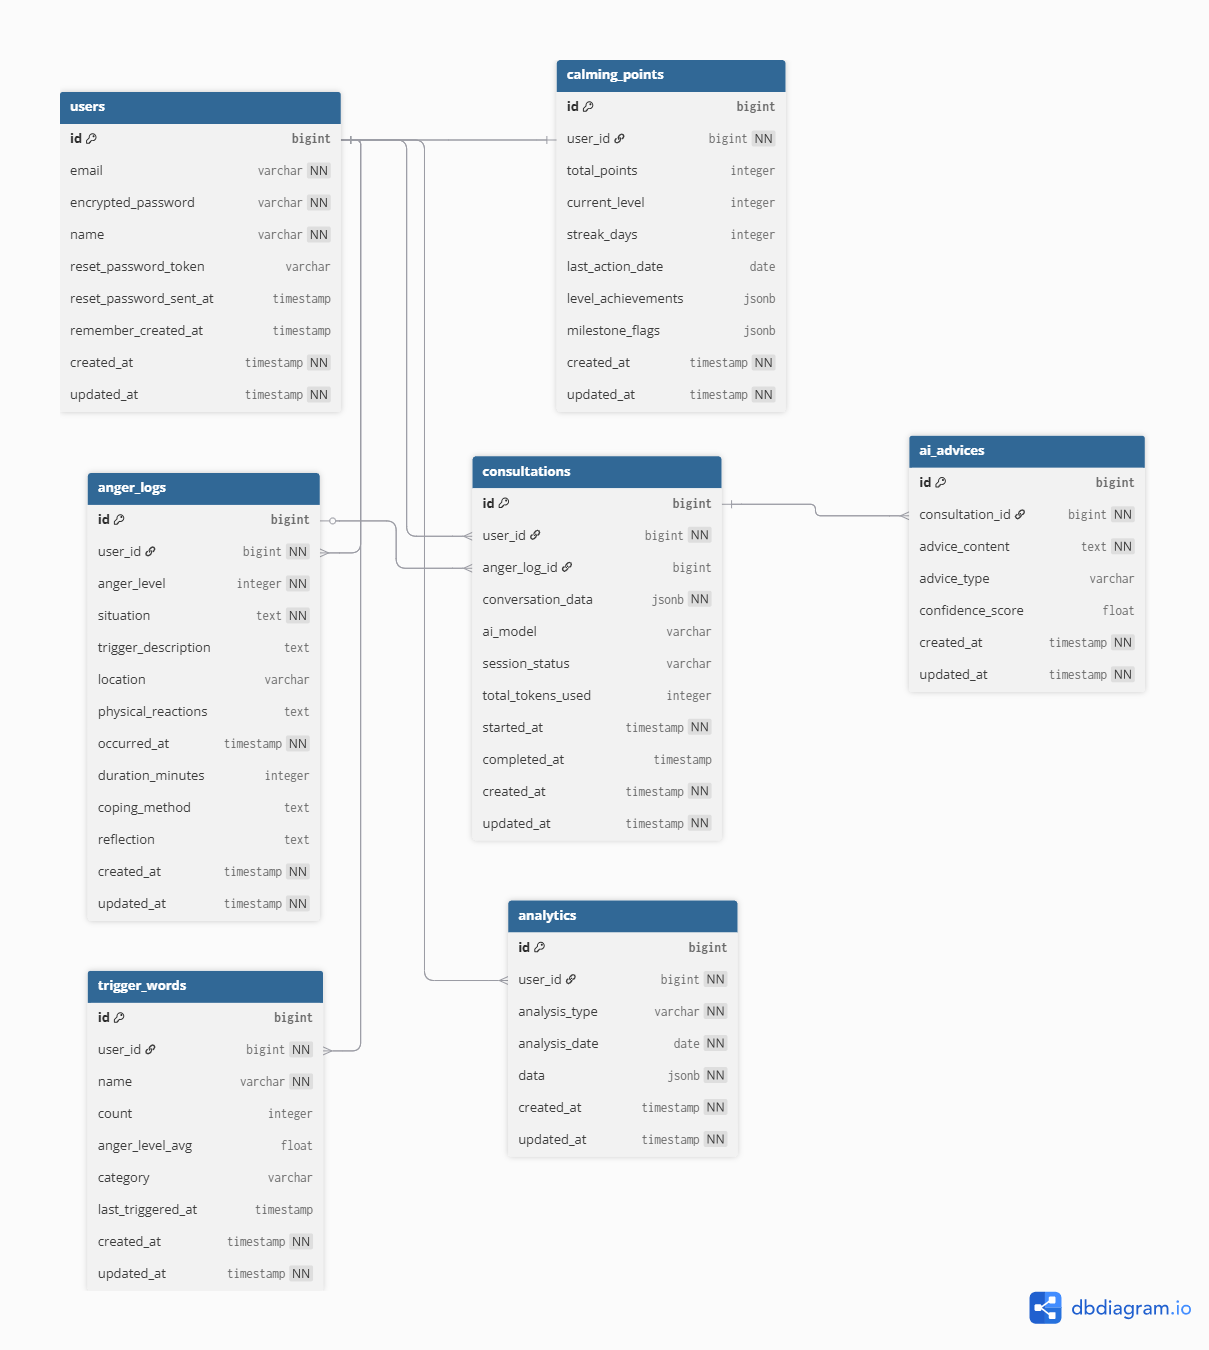 users
id bigint
email varchar NN
encrypted_password varchar NN
name varchar NN
reset_password_token varchar
reset_password_sent_at timestamp
remember_created_at timestamp
created_at timestamp NN
updated_at timestamp NN
calming_points
id bigint
user_id bigint NN
total_points integer
current_level integer
streak_days integer
last_action_date date
level_achievements jsonb
milestone_flags jsonb
created_at timestamp NN
updated_at timestamp NN
anger_logs
id bigint
user_id bigint NN
anger_level integer NN
situation text NN
trigger_description text
location varchar
physical_reactions text
occurred_at timestamp NN
duration_minutes integer
coping_method text
reflection text
created_at timestamp NN
updated_at timestamp NN
consultations
id bigint
user_id bigint NN
anger_log_id bigint
conversation_data jsonb NN
ai_model varchar
session_status varchar
total_tokens_used integer
started_at timestamp NN
completed_at timestamp
created_at timestamp NN
updated_at timestamp NN
ai_advices
id bigint
consultation_id bigint NN
advice_content text NN
advice_type varchar
confidence_score float
created_at timestamp NN
updated_at timestamp NN
trigger_words
id bigint
user_id bigint NN
name varchar NN
count integer
anger_level_avg float
category varchar
last_triggered_at timestamp
created_at timestamp NN
updated_at timestamp NN
analytics
id bigint
user_id bigint NN
analysis_type varchar NN
analysis_date date NN
data jsonb NN
created_at timestamp NN
updated_at timestamp NN
dbdiagram.io